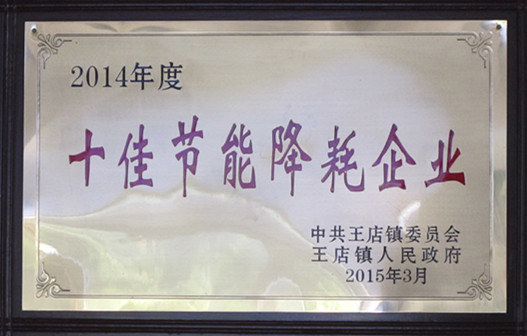 2014年度
十佳节能降耗企业
中共王店镇委员会
王店镇人民政府
2015年3月